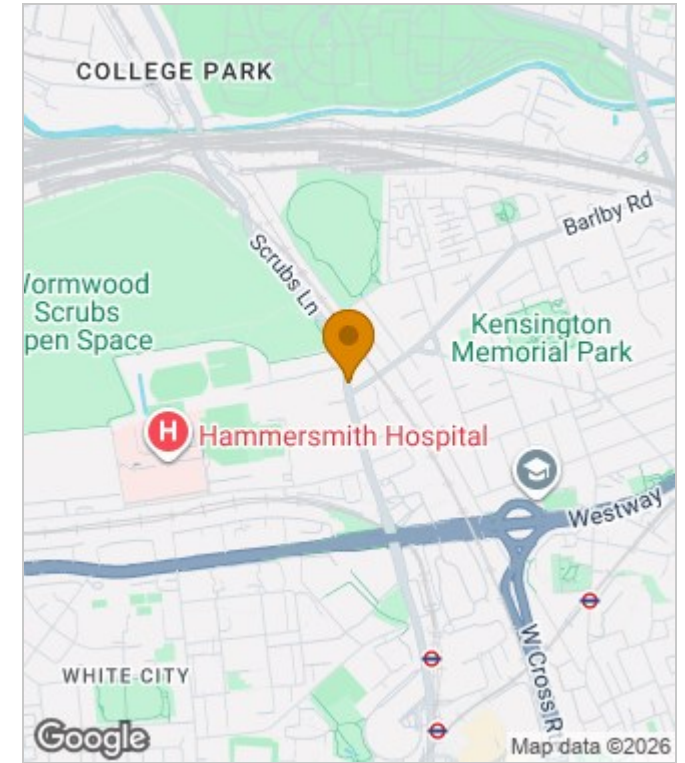 COLLEGE PARK
Barlby Rd
Scrubs Ln
Wormwood
Scrubs
pen Space
Kensington
Memorial Park
H
Hammersmith Hospital
Westway
W Cross R
WHITE CITY
Google
Map data ©2026